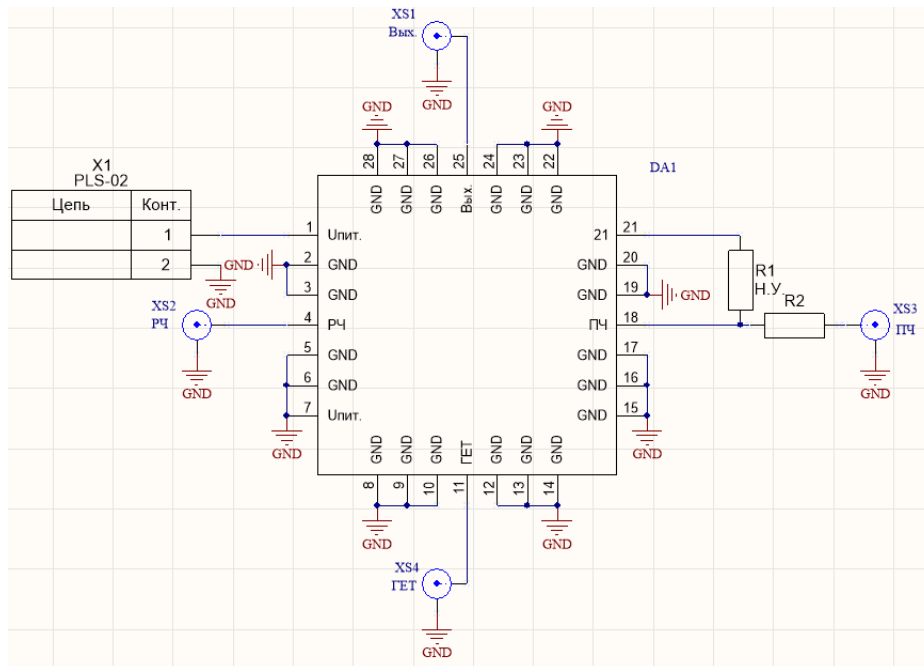 XS1
Вых.
GND
GND
GND
28
27
26
25
24
23
22
DA1
GND
GND
GND
Вых.
GND
GND
GND
X1
PLS-02
Цепь
Конт.
1
2
1
Uпит.
21
21
2
GND
GND
GND
20
3
GND
GND
19
GND
GND
R1
Н.У.
R2
XS2
РЧ
4
РЧ
ПЧ
18
XS3
ПЧ
5
GND
GND
17
GND
GND
6
GND
GND
16
7
Uпит.
GND
15
GND
GND
GND
GND
GND
ГЕТ
GND
GND
GND
8
9
10
11
12
13
14
GND
GND
XS4
ГЕТ
GND